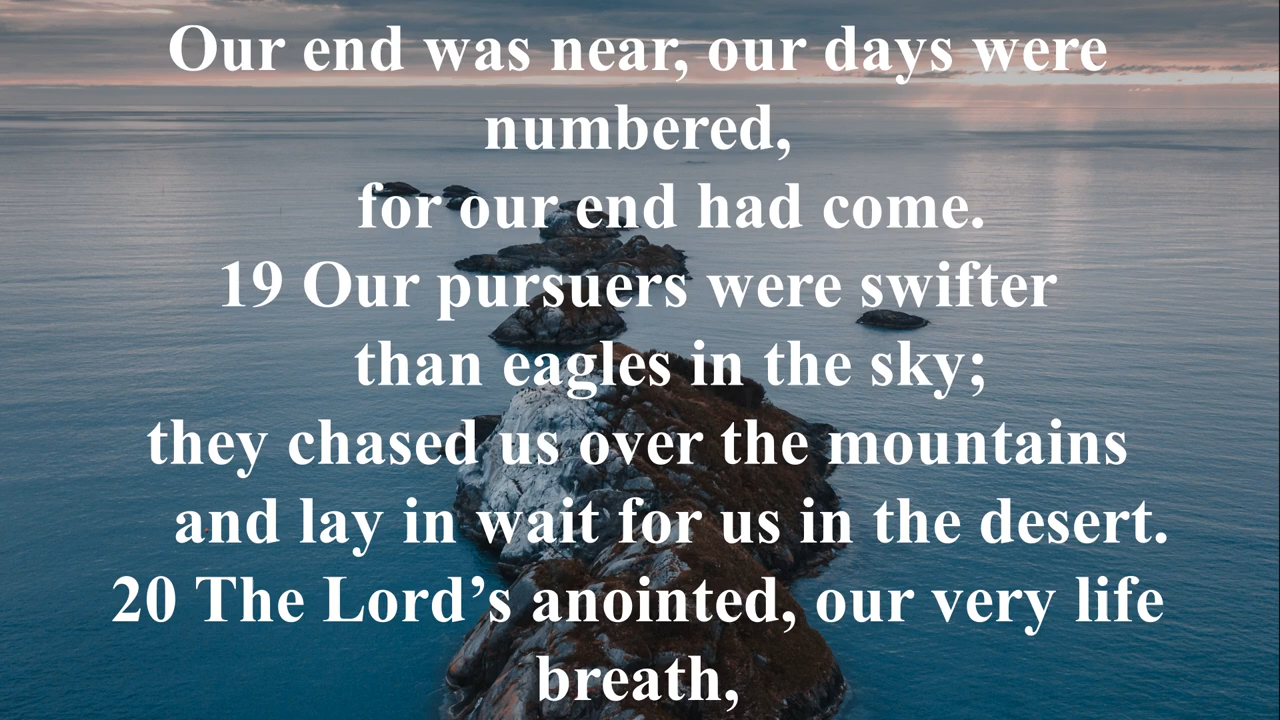 Our end was near, our days were
numbered,
for our end had come.
19 Our pursuers were swifter
than eagles in the sky;
they chased us over the mountains
and lay in wait for us in the desert.
20 The Lord’s anointed, our very life
breath,